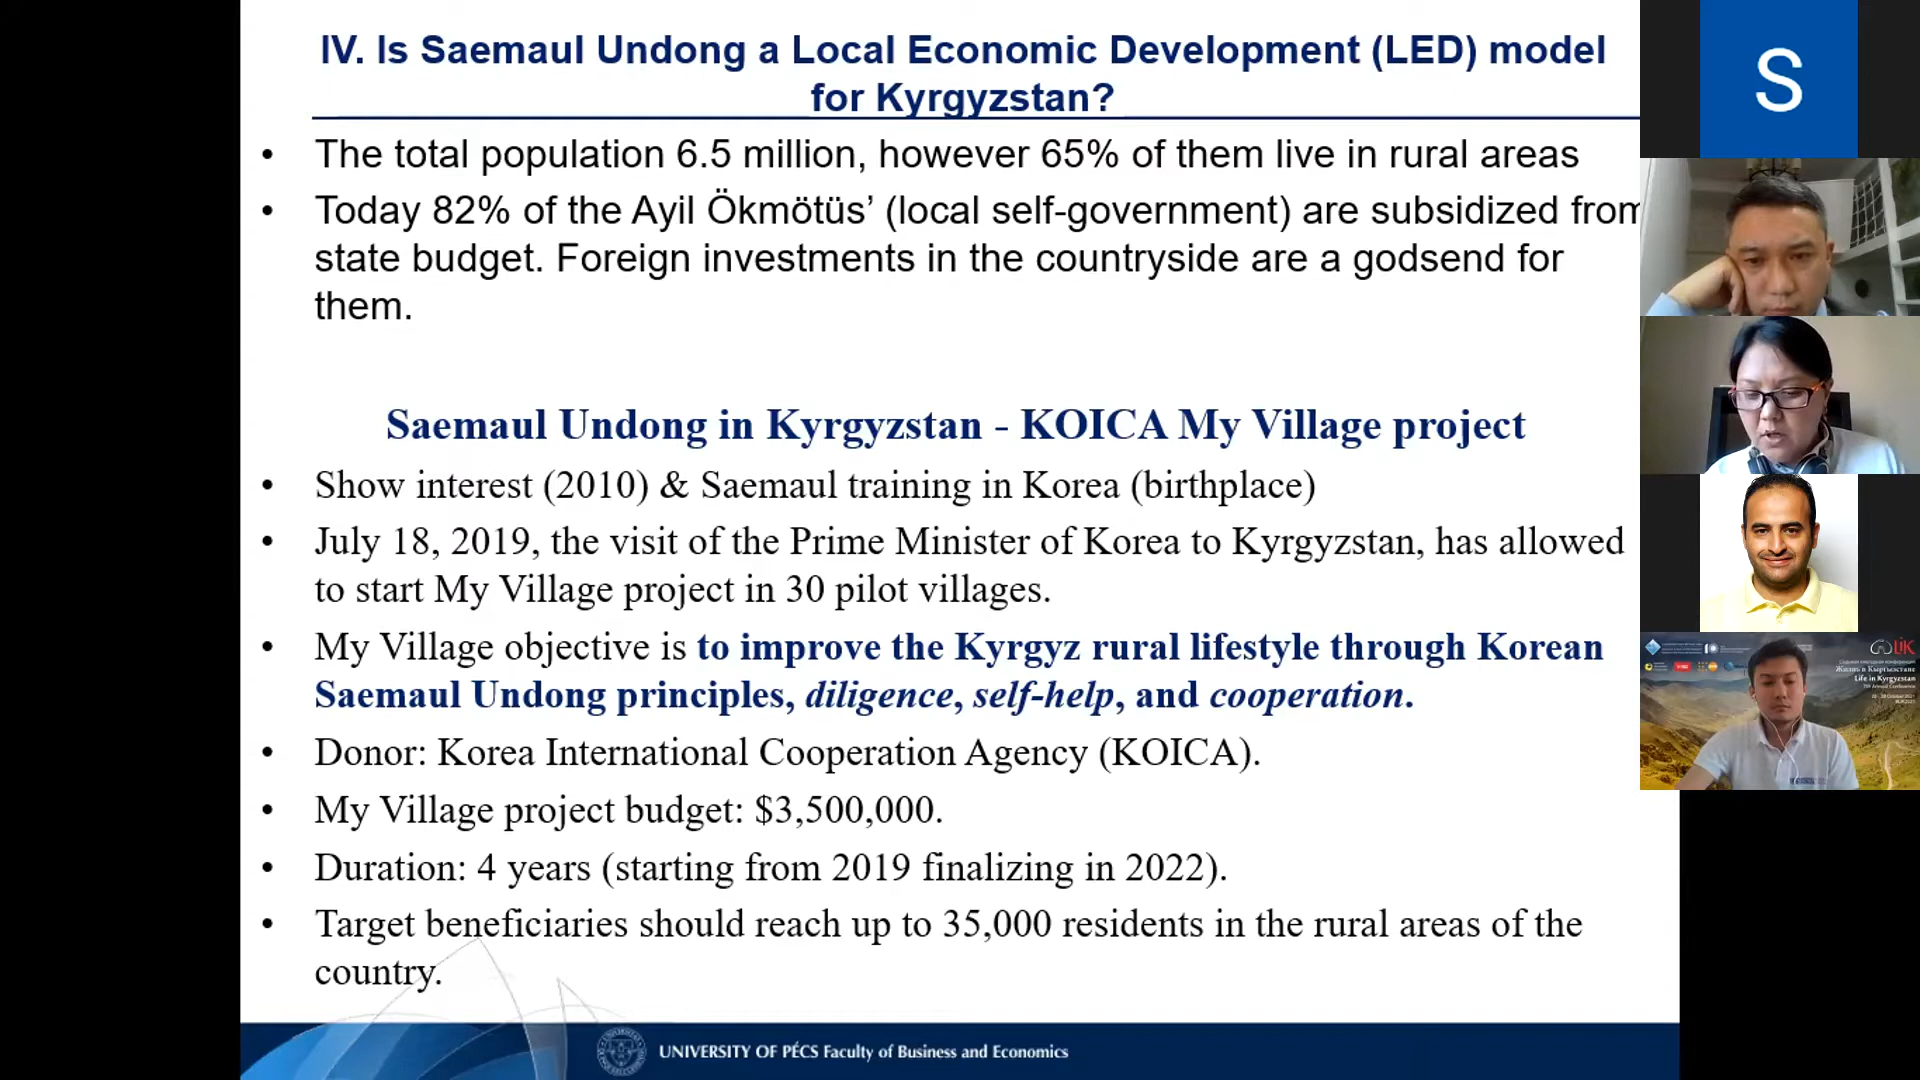 IV. Is Saemaul Undong a Local Economic Development (LED) model
for Kyrgyzstan?
• The total population 6.5 million, however 65% of them live in rural areas
• Today 82% of the Ayil Ökmötüs’ (local self-government) are subsidized from
state budget. Foreign investments in the countryside are a godsend for
them.
Saemaul Undong in Kyrgyzstan - KOICA My Village project
• Show interest (2010) & Saemaul training in Korea (birthplace)
• July 18, 2019, the visit of the Prime Minister of Korea to Kyrgyzstan, has allowed
to start My Village project in 30 pilot villages.
• My Village objective is to improve the Kyrgyz rural lifestyle through Korean
Saemaul Undong principles, diligence, self-help, and cooperation.
• Donor: Korea International Cooperation Agency (KOICA).
• My Village project budget: $3,500,000.
• Duration: 4 years (starting from 2019 finalizing in 2022).
• Target beneficiaries should reach up to 35,000 residents in the rural areas of the
country.
UNIVERSITY OF PÉCS Faculty of Business and Economics
S
LiK
Жизнь в Кыргызстане
Life in Kyrgyzstan